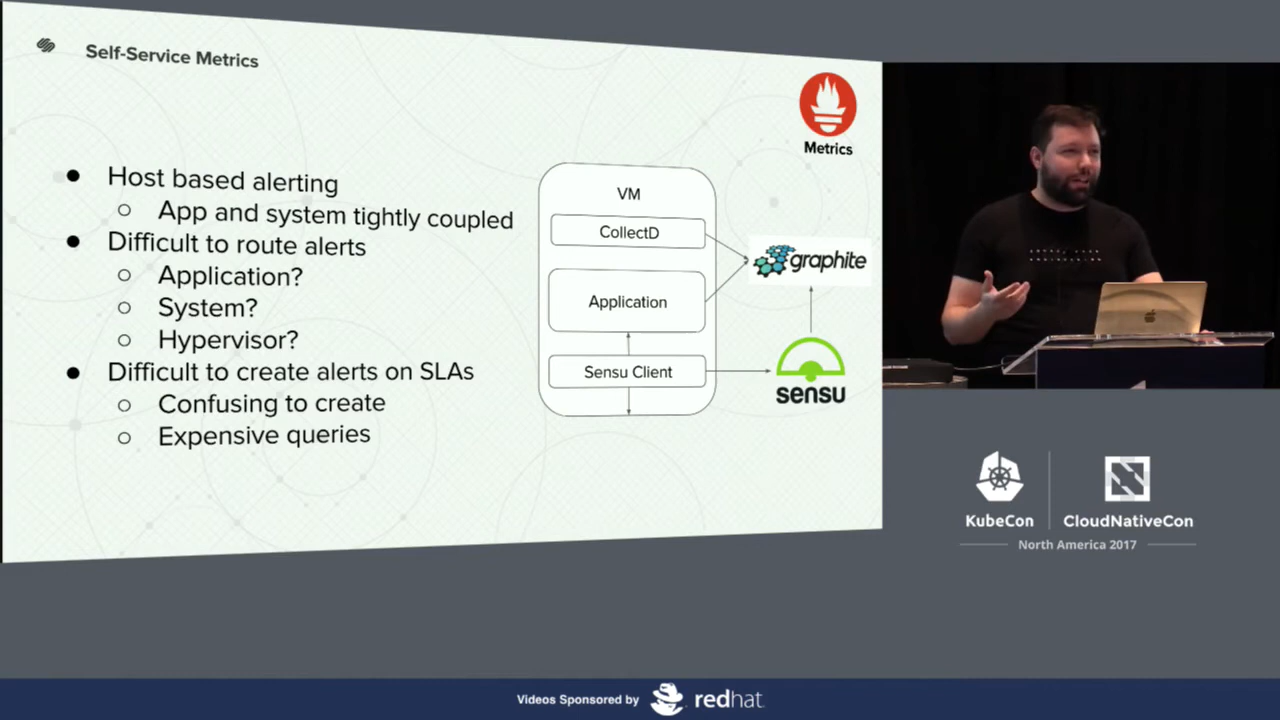 Self-Service Metrics
Metrics
Host based alerting
App and system tightly coupled
Difficult to route alerts
Application?
System?
Hypervisor?
Difficult to create alerts on SLAs
Confusing to create
Expensive queries
VM
CollectD
Application
Sensu Client
graphite
sensu
KubeCon
CloudNativeCon
North America 2017
Videos Sponsored by
redhat